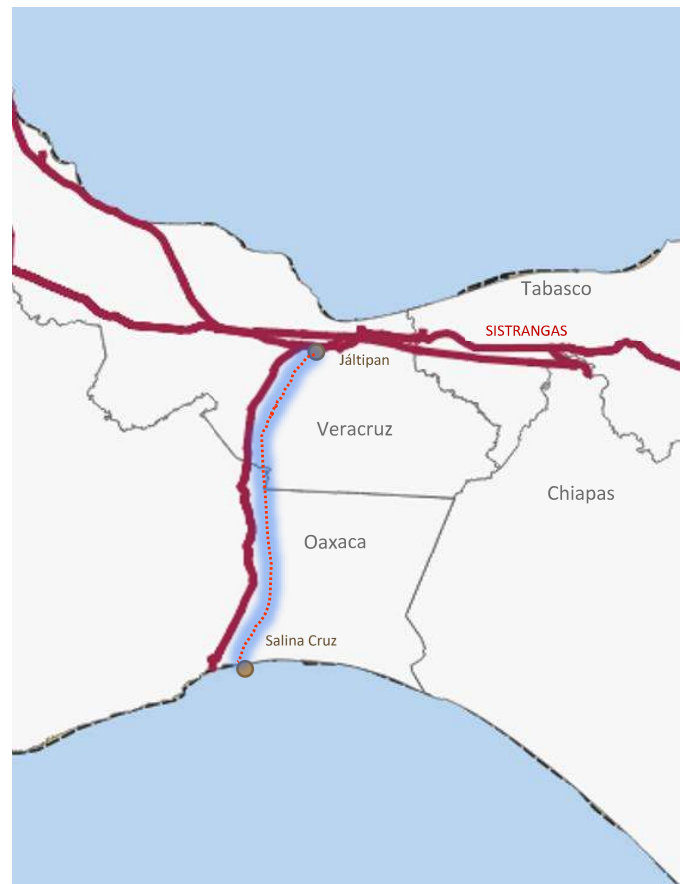 Tabasco
SISTRANGAS
Jáltipan
Veracruz
Chiapas
Oaxaca
Salina Cruz